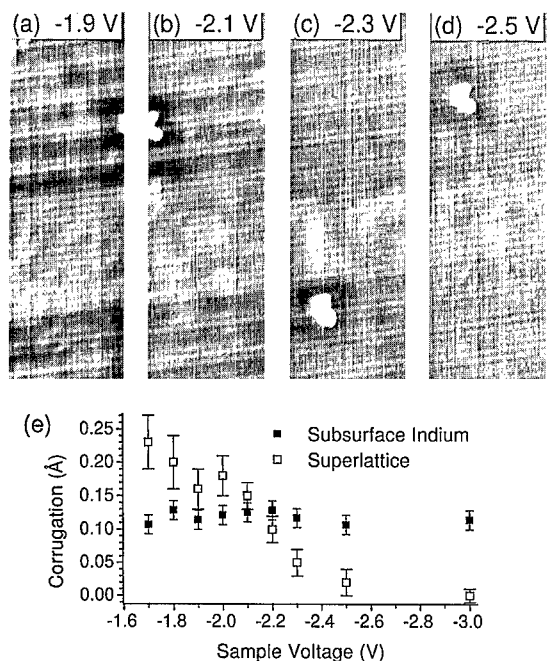 (a) -1.9 V (b) -2.1 V (c) -2.3 V (d) -2.5 V
(e)
Subsurface Indium
Superlattice
Corrugation (Å)
0.25
0.20
0.15
0.10
0.05
0.00
-1.6 -1.8 -2.0 -2.2 -2.4 -2.6 -2.8 -3.0
Sample Voltage (V)